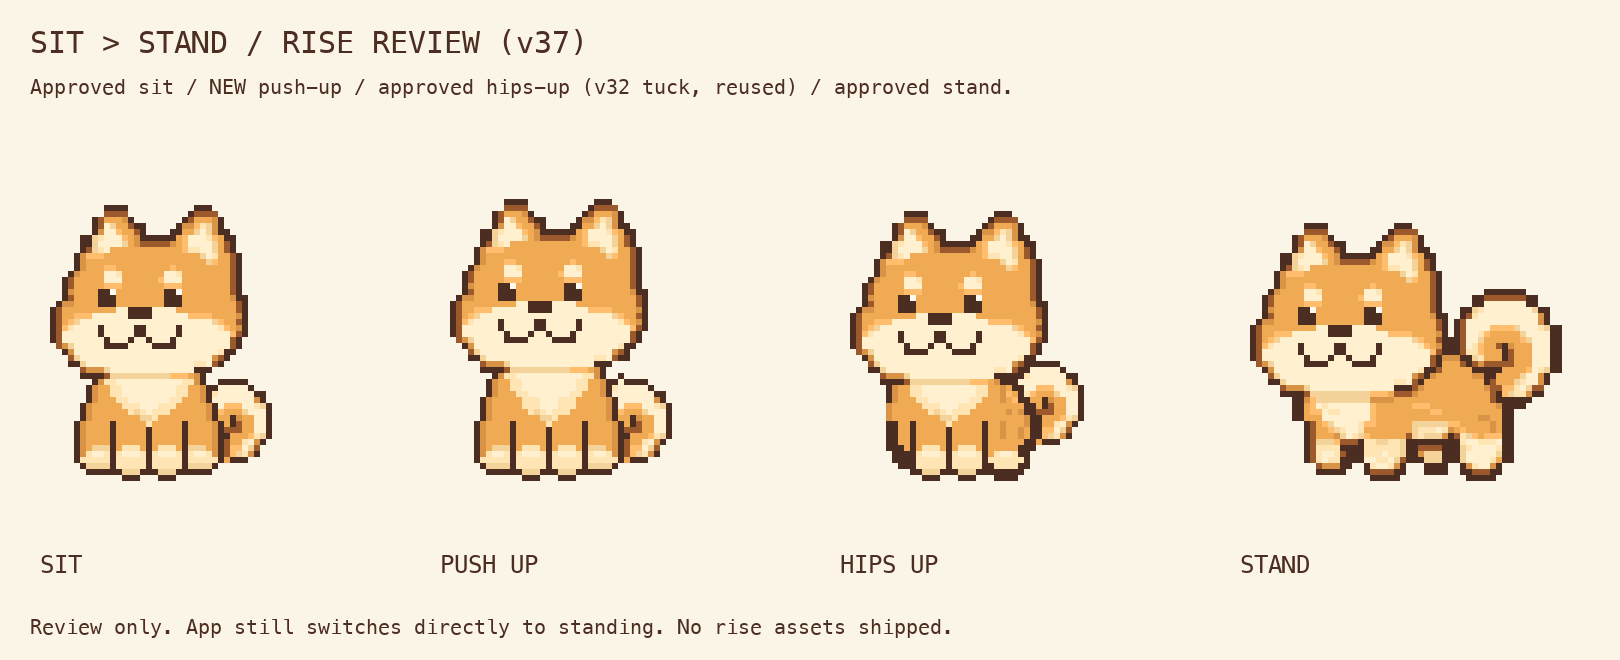 SIT > STAND / RISE REVIEW (v37)
Approved sit / NEW push-up / approved hips-up (v32 tuck, reused) / approved stand.
SIT
PUSH UP
HIPS UP
STAND
Review only. App still switches directly to standing. No rise assets shipped.